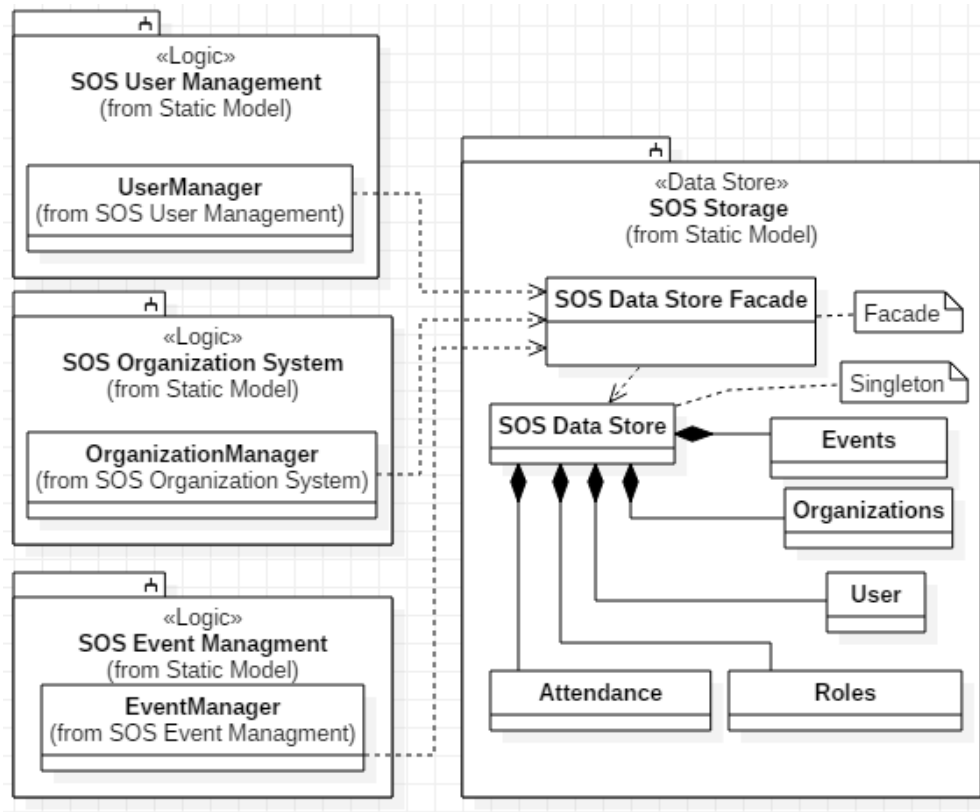 «Logic»
SOS User Management
(from Static Model)
UserManager
(from SOS User Management)
«Logic»
SOS Organization System
(from Static Model)
OrganizationManager
(from SOS Organization System)
«Logic»
SOS Event Managment
(from Static Model)
EventManager
(from SOS Event Managment)
«Data Store»
SOS Storage
(from Static Model)
SOS Data Store Facade
Facade
Singleton
SOS Data Store
Events
Organizations
User
Attendance
Roles